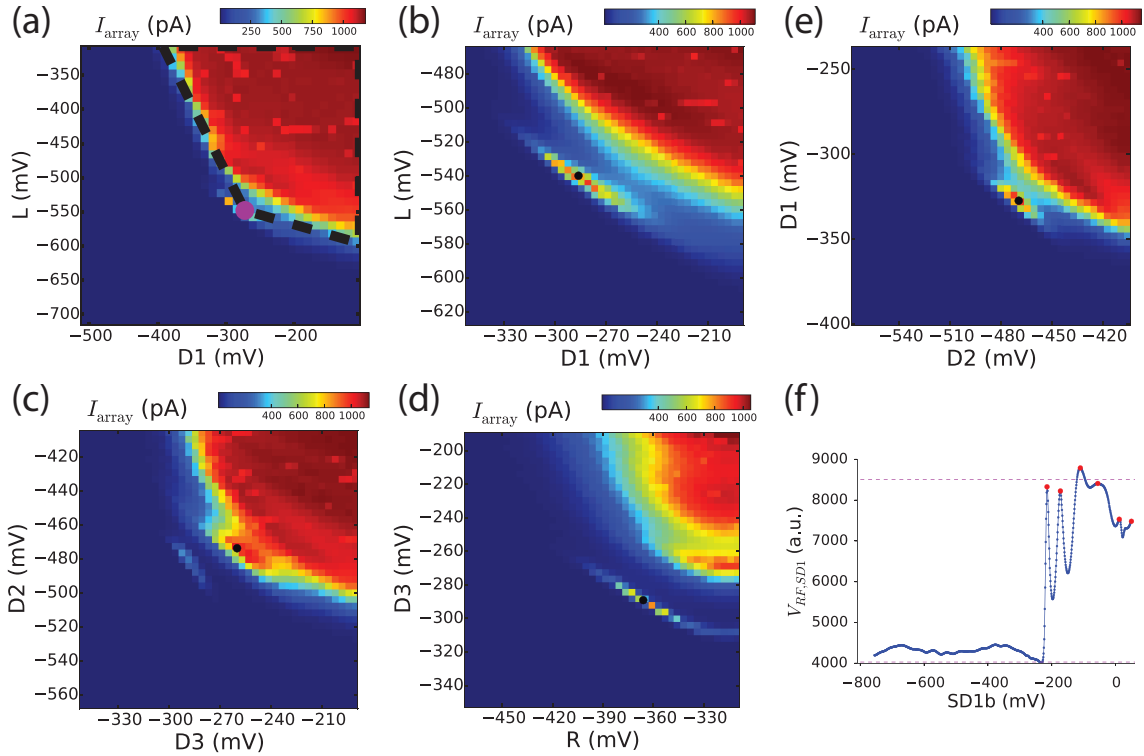 (a)
I_array (pA)
250 500 750 1000
−350
−400
−450
−500
−550
−600
−650
−700
L (mV)
−500 −400 −300 −200
D1 (mV)
(b)
I_array (pA)
400 600 800 1000
−480
−500
−520
−540
−560
−580
−600
−620
L (mV)
−330 −300 −270 −240 −210
D1 (mV)
(e)
I_array (pA)
400 600 800 1000
−250
−300
−350
−400
D1 (mV)
−540 −510 −480 −450 −420
D2 (mV)
(c)
I_array (pA)
400 600 800 1000
−420
−440
−460
−480
−500
−520
−540
−560
D2 (mV)
−330 −300 −270 −240 −210
D3 (mV)
(d)
I_array (pA)
400 600 800 1000
−200
−220
−240
−260
−280
−300
−320
−340
D3 (mV)
−450 −420 −390 −360 −330
R (mV)
(f)
9000
8000
7000
6000
5000
4000
V_RF,SD1 (a.u.)
−800 −600 −400 −200 0
SD1b (mV)